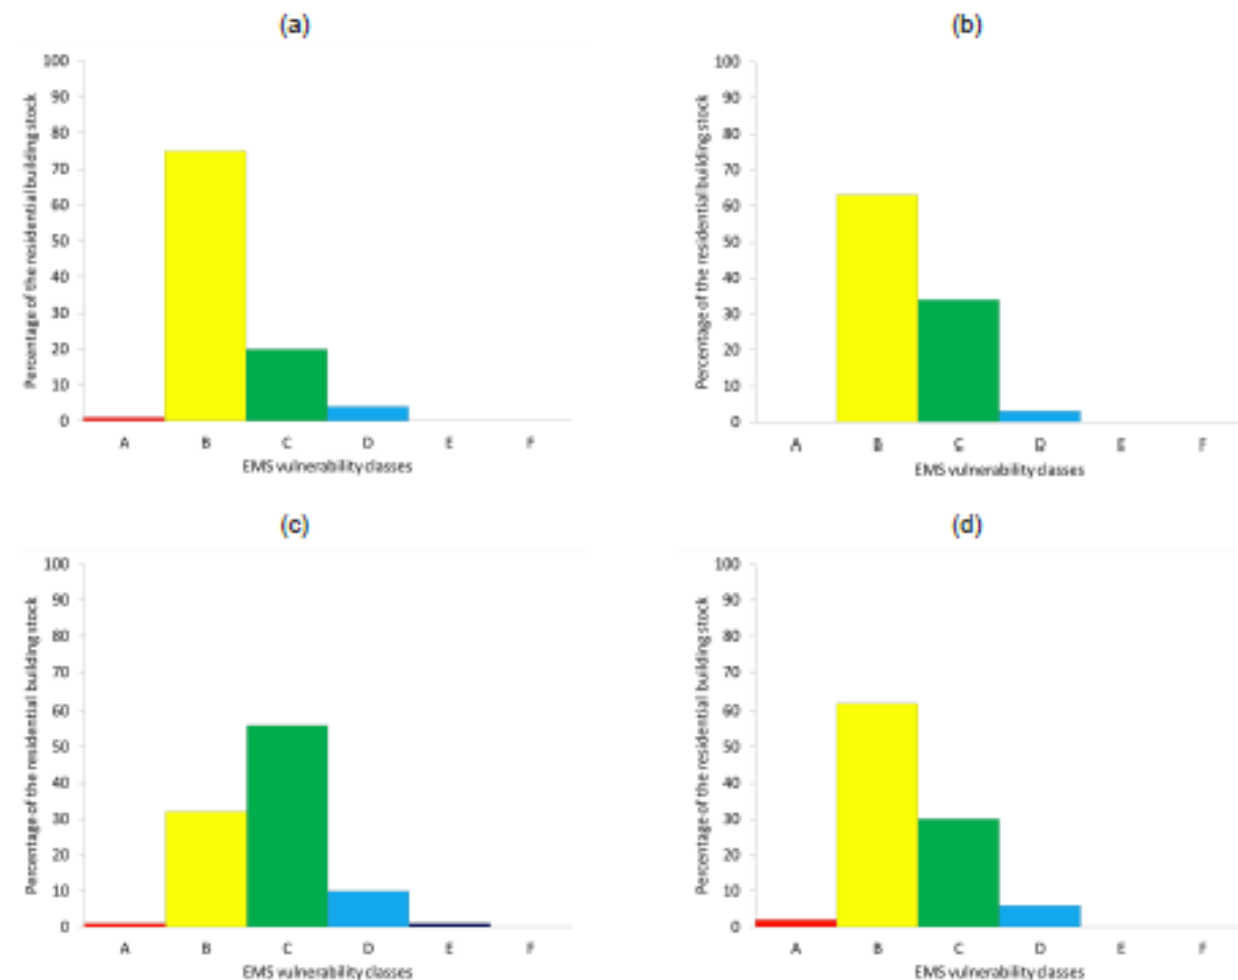 (a)
Percentage of the residential building stock
100
90
80
70
60
50
40
30
20
10
0
A B C D E F
EMS vulnerability classes
(b)
Percentage of the residential building stock
100
90
80
70
60
50
40
30
20
10
0
A B C D E F
EMS vulnerability classes
(c)
Percentage of the residential building stock
100
90
80
70
60
50
40
30
20
10
0
A B C D E F
EMS vulnerability classes
(d)
Percentage of the residential building stock
100
90
80
70
60
50
40
30
20
10
0
A B C D E F
EMS vulnerability classes